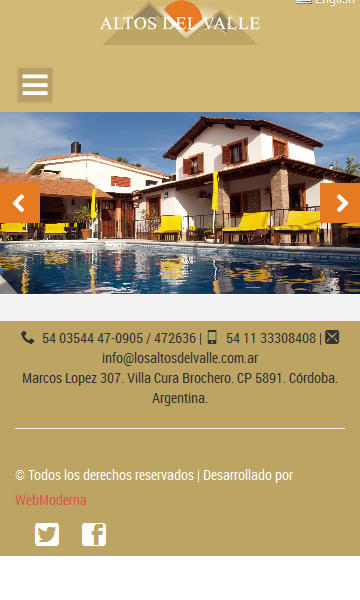 English
ALTOS DEL VALLE
54 03544 47-0905 / 472636 | 54 11 33308408 |
info@losaltosdelvalle.com.ar
Marcos Lopez 307. Villa Cura Brochero. CP 5891. Córdoba.
Argentina.
© Todos los derechos reservados | Desarrollado por
WebModerna